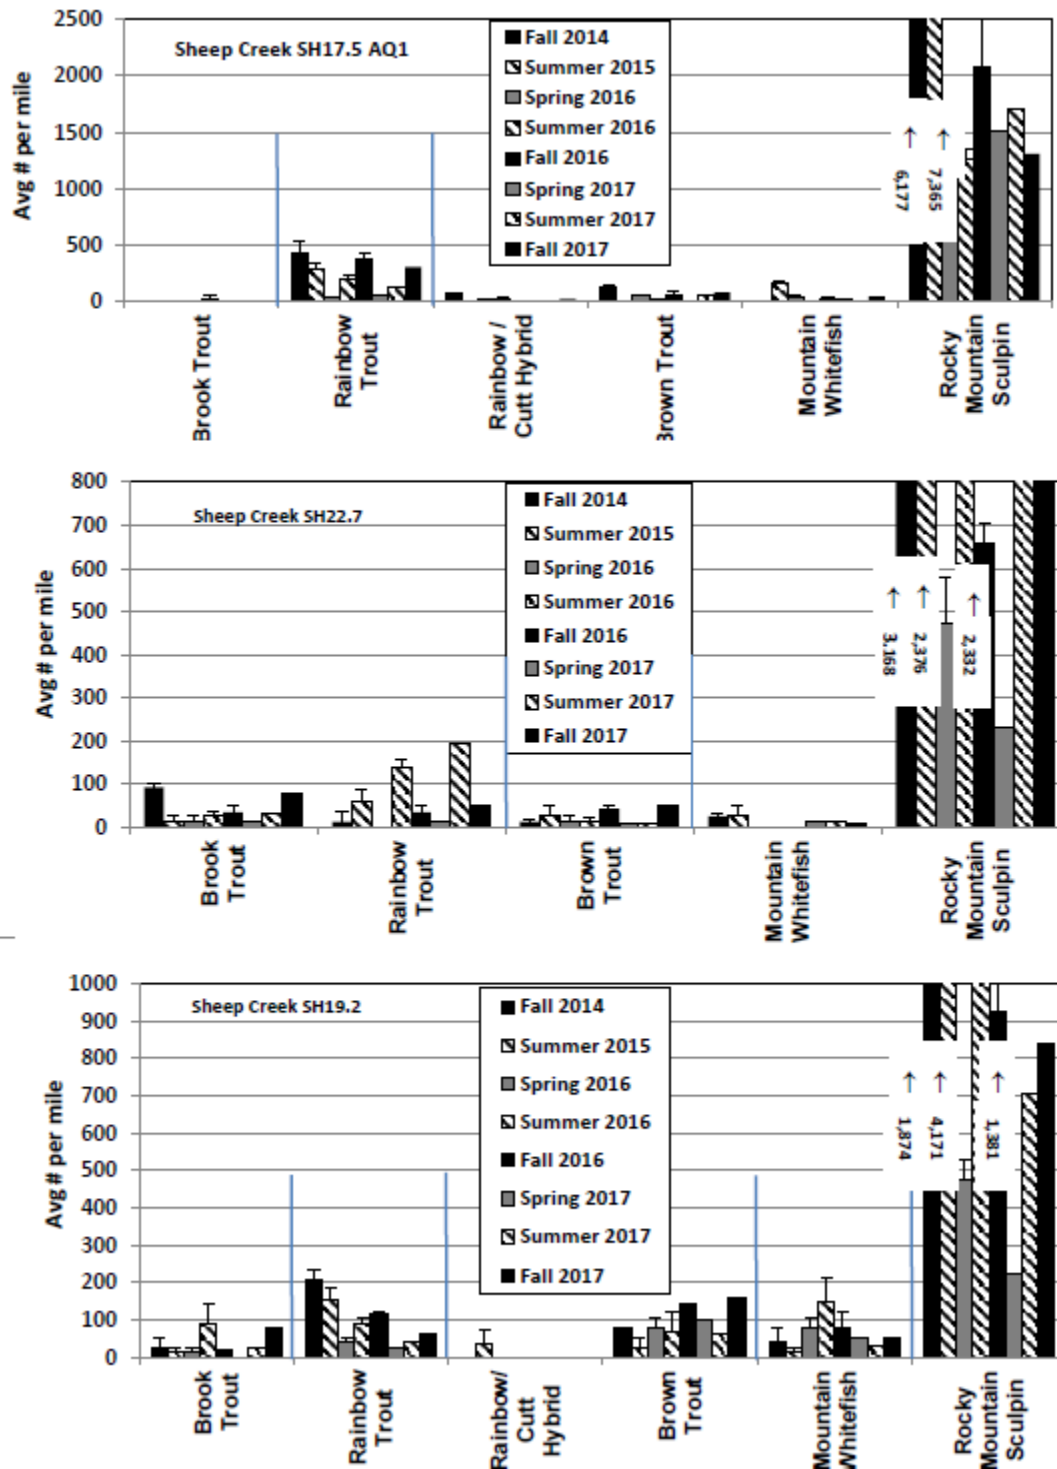 2500
2000
1500
1000
500
0
Avg # per mile
Sheep Creek SH17.5 AQ1
Fall 2014
Summer 2015
Spring 2016
Summer 2016
Fall 2016
Spring 2017
Summer 2017
Fall 2017
6,177
7,365
Brook Trout
Rainbow
Trout
Rainbow /
Cutt Hybrid
Brown Trout
Mountain
Whitefish
Rocky
Mountain
Sculpin
800
700
600
500
400
300
200
100
0
Avg # per mile
Sheep Creek SH22.7
Fall 2014
Summer 2015
Spring 2016
Summer 2016
Fall 2016
Spring 2017
Summer 2017
Fall 2017
3,168
2,376
2,332
Brook
Trout
Rainbow
Trout
Brown
Trout
Mountain
Whitefish
Rocky
Mountain
Sculpin
1000
900
800
700
600
500
400
300
200
100
0
Avg # per mile
Sheep Creek SH19.2
Fall 2014
Summer 2015
Spring 2016
Summer 2016
Fall 2016
Spring 2017
Summer 2017
Fall 2017
1,874
4,171
1,381
Brook
Trout
Rainbow
Trout
Rainbow/
Cutt
Hybrid
Brown
Trout
Mountain
Whitefish
Rocky
Mountain
Sculpin